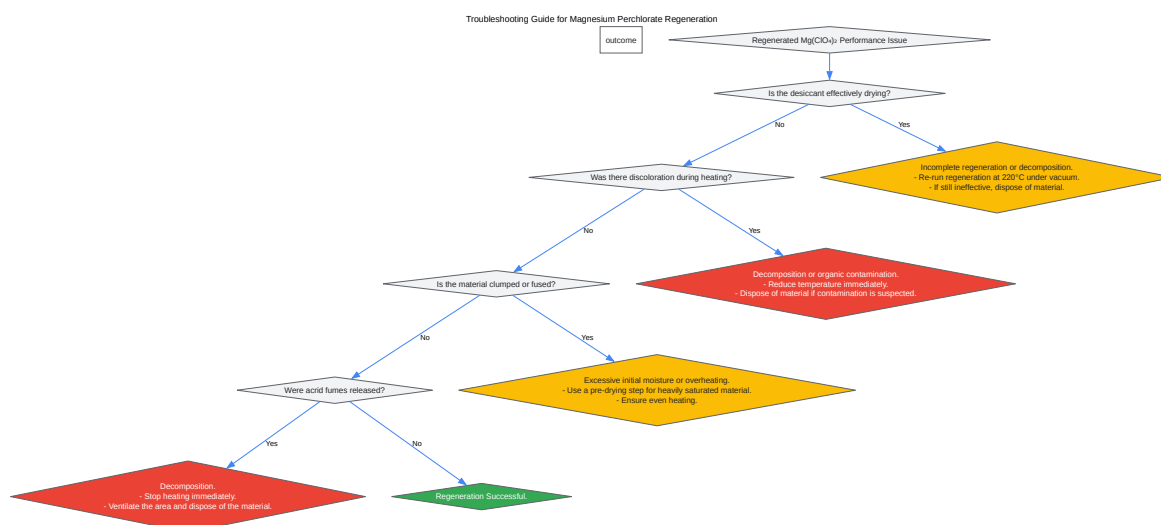 Troubleshooting Guide for Magnesium Perchlorate Regeneration
outcome
Regenerated Mg(ClO₄)₂ Performance Issue
Is the desiccant effectively drying?
No
Yes
Was there discoloration during heating?
Incomplete regeneration or decomposition.
- Re-run regeneration at 220°C under vacuum.
- If still ineffective, dispose of material.
No
Yes
Is the material clumped or fused?
Decomposition or organic contamination.
- Reduce temperature immediately.
- Dispose of material if contamination is suspected.
No
Yes
Were acrid fumes released?
Excessive initial moisture or overheating.
- Use a pre-drying step for heavily saturated material.
- Ensure even heating.
Yes
No
Decomposition.
- Stop heating immediately.
- Ventilate the area and dispose of the material.
Regeneration Successful.